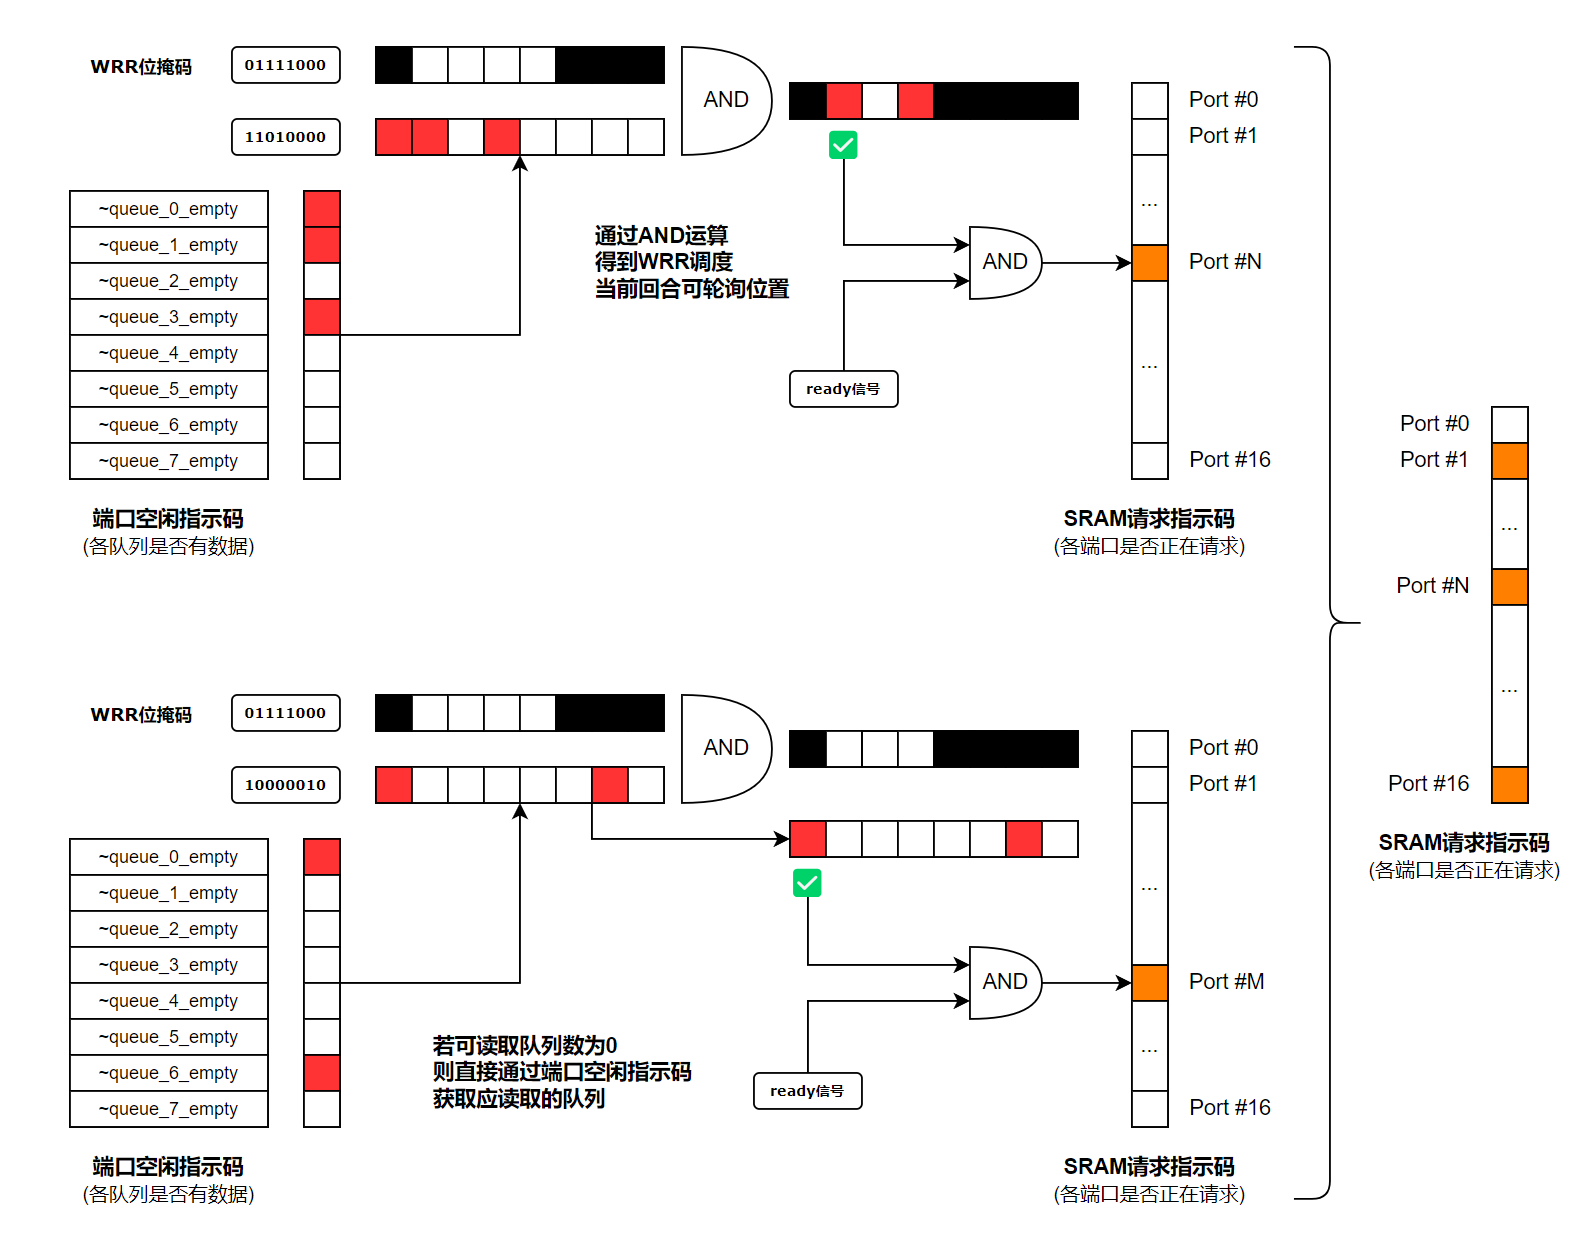 WRR位掩码
01111000
11010000
AND
~queue_0_empty
~queue_1_empty
~queue_2_empty
~queue_3_empty
~queue_4_empty
~queue_5_empty
~queue_6_empty
~queue_7_empty
端口空闲指示码
(各队列是否有数据)
通过AND运算
得到WRR调度
当前回合可轮询位置
AND
ready信号
Port #0
Port #1
...
Port #N
...
Port #16
SRAM请求指示码
(各端口是否正在请求)
WRR位掩码
01111000
10000010
AND
~queue_0_empty
~queue_1_empty
~queue_2_empty
~queue_3_empty
~queue_4_empty
~queue_5_empty
~queue_6_empty
~queue_7_empty
端口空闲指示码
(各队列是否有数据)
若可读取队列数为0
则直接通过端口空闲指示码
获取应读取的队列
AND
ready信号
Port #0
Port #1
...
Port #M
...
Port #16
SRAM请求指示码
(各端口是否正在请求)
Port #0
Port #1
...
Port #N
...
Port #16
SRAM请求指示码
(各端口是否正在请求)